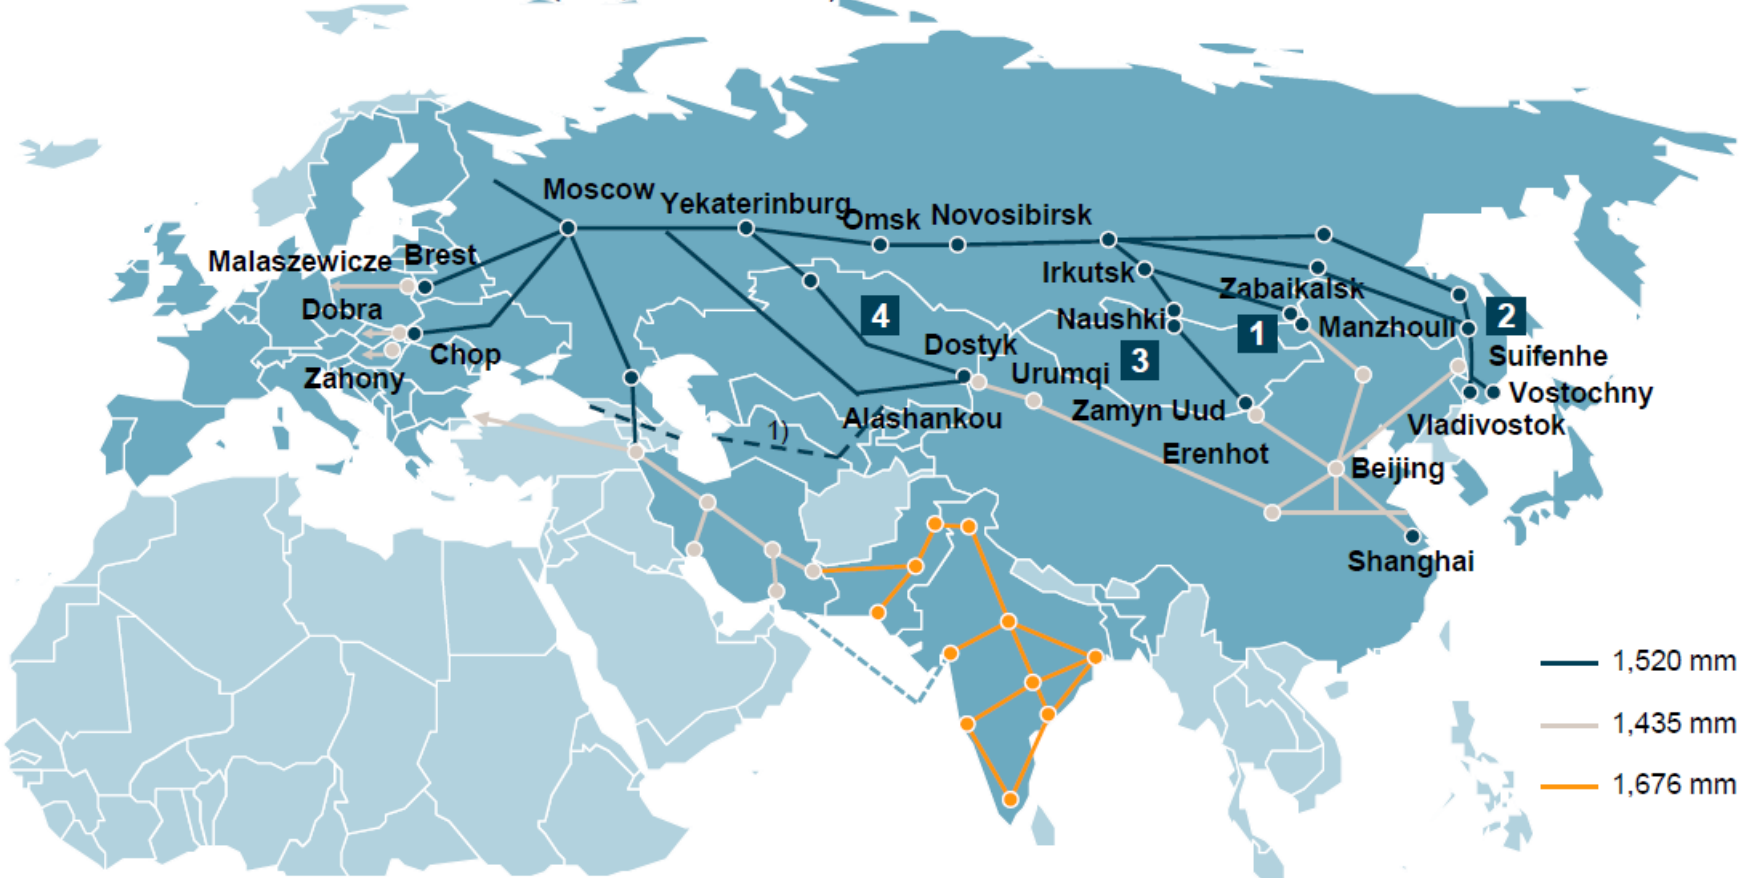 Moscow
Yekaterinburg
Omsk
Novosibirsk
Malaszewicze
Brest
Irkutsk
Zabaikalsk
Dobra
4
Naushki
1
Manzhouli
2
Chop
Dostyk
3
Suifenhe
Zahony
Urumqi
Vostochny
Alashankou
Zamyn Uud
Vladivostok
1)
Erenhot
Beijing
Shanghai
1,520 mm
1,435 mm
1,676 mm